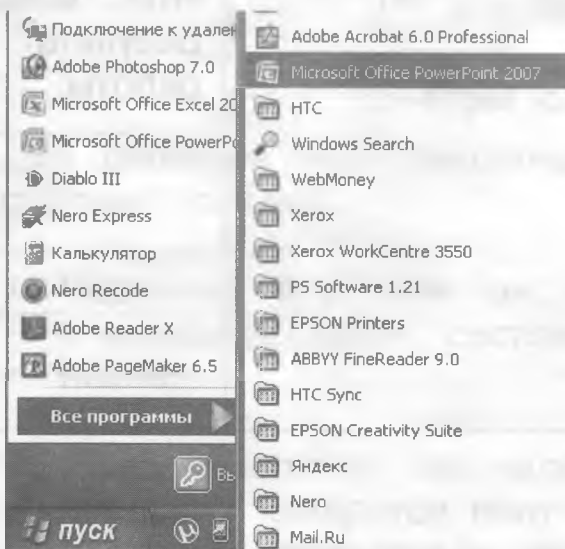 Подключение к удален
Adobe Photoshop 7.0
Microsoft Office Excel 20
Microsoft Office PowerPo
Diablo III
Nero Express
Калькулятор
Nero Recode
Adobe Reader X
Adobe PageMaker 6.5
Все программы
Вы
пуск
Adobe Acrobat 6.0 Professional
Microsoft Office PowerPoint 2007
HTC
Windows Search
WebMoney
Xerox
Xerox WorkCentre 3550
PS Software 1.21
EPSON Printers
ABBYY FineReader 9.0
HTC Sync
EPSON Creativity Suite
Яндекс
Nero
Mail.Ru